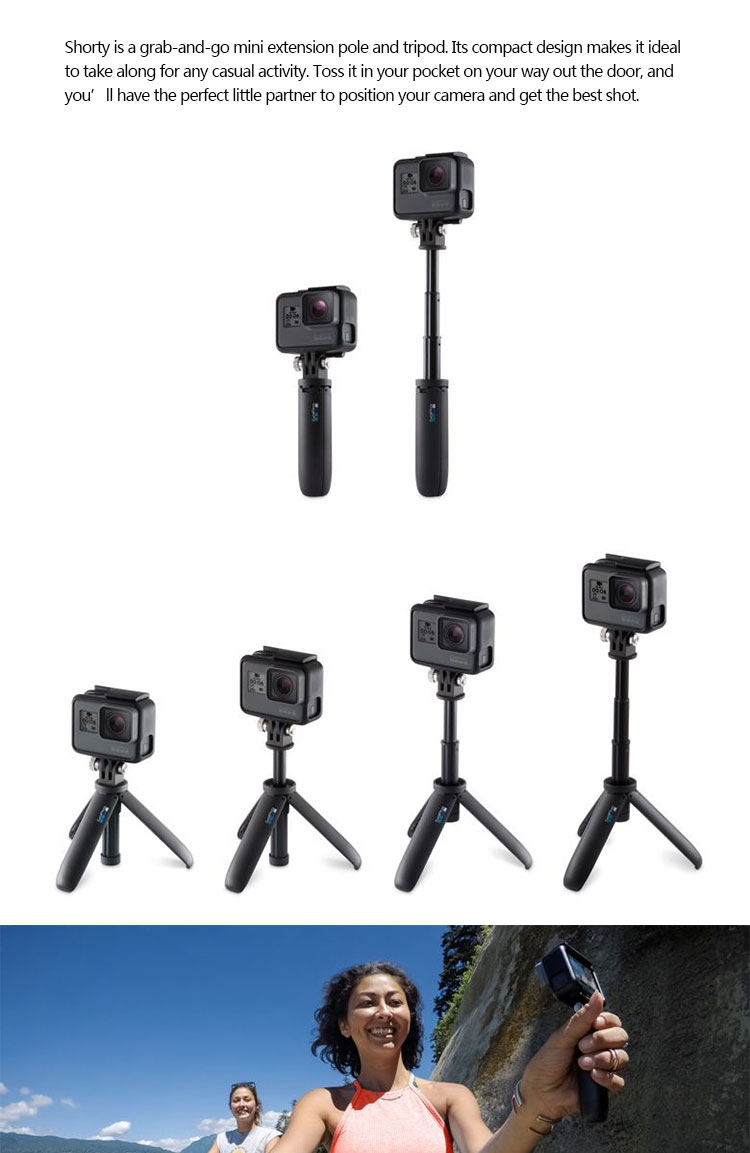 Shorty is a grab-and-go mini extension pole and tripod. Its compact design makes it ideal
to take along for any casual activity. Toss it in your pocket on your way out the door, and
you’ll have the perfect little partner to position your camera and get the best shot.